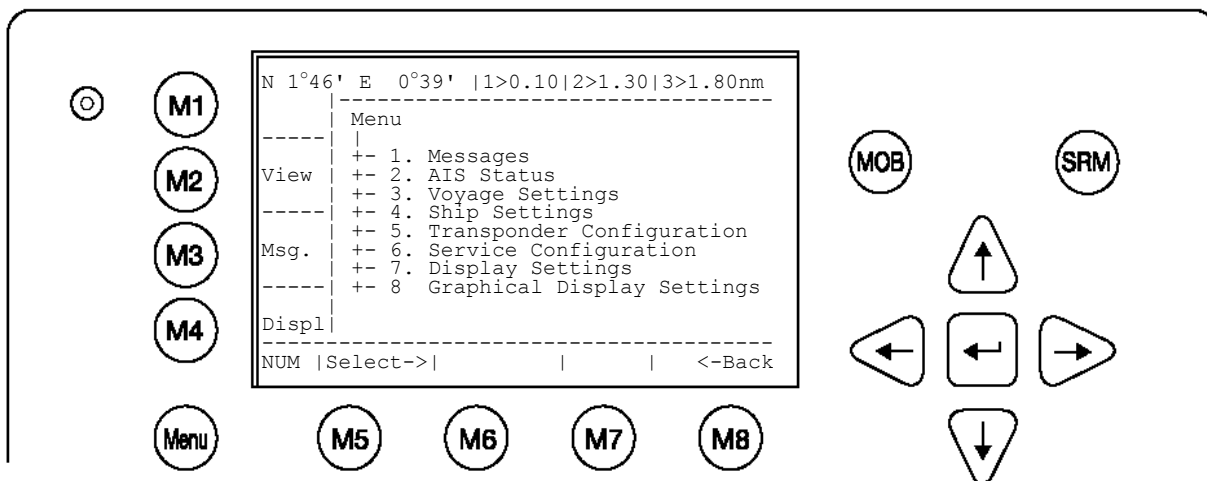 N 1°46' E 0°39' |1>0.10|2>1.30|3>1.80nm
Menu
+- 1. Messages
+- 2. AIS Status
+- 3. Voyage Settings
+- 4. Ship Settings
+- 5. Transponder Configuration
+- 6. Service Configuration
+- 7. Display Settings
+- 8 Graphical Display Settings
View
Msg.
Displ
NUM |Select->| | | <-Back
M1
M2
M3
M4
Menu
M5
M6
M7
M8
MOB
SRM